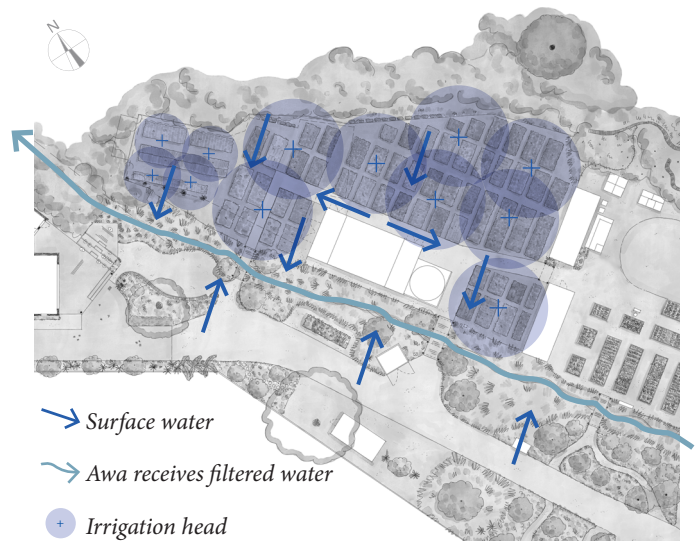 N
Surface water
Awa receives filtered water
Irrigation head